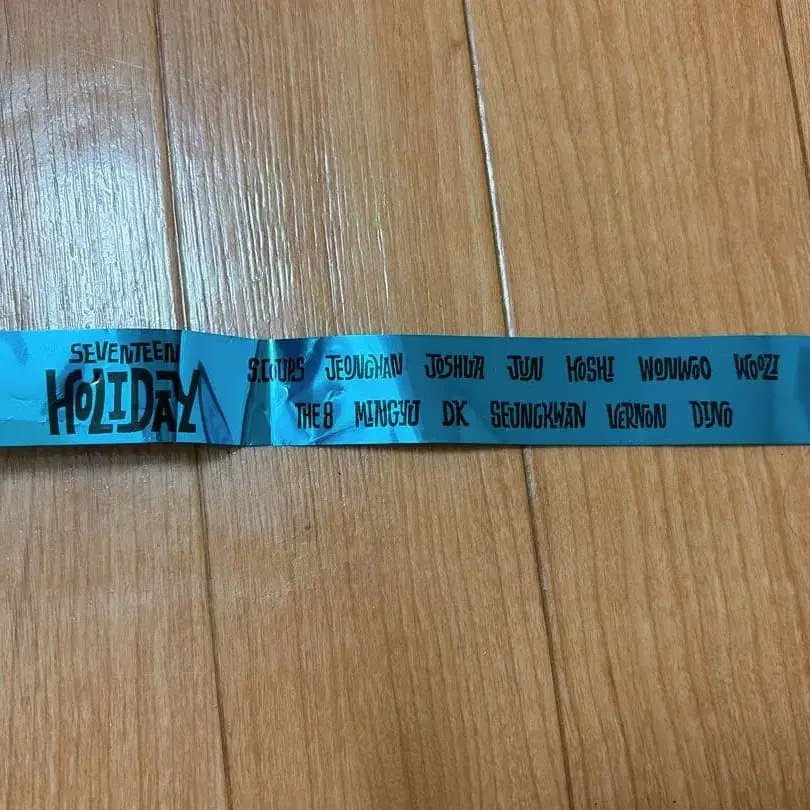 SEVENTEEN
HOLIDAY
S.COUPS JEONGHAN JOSHUA JUN HOSHI WONWOO WOOZI
THE 8 MINGYU DK SEUNGKWAN VERNON DINO